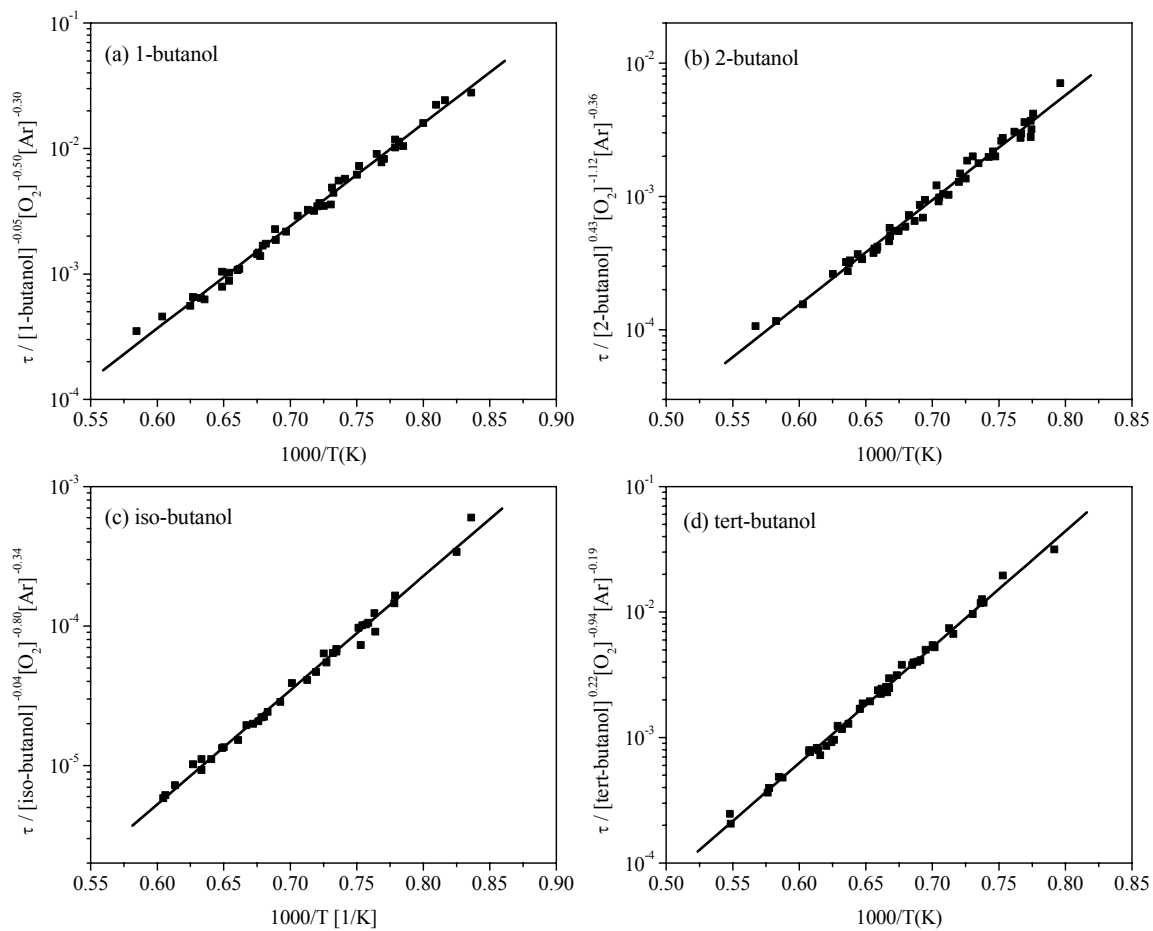 (a) 1-butanol
τ / [1-butanol]^-0.05[O₂]^-0.50[Ar]^-0.30
10⁻¹
10⁻²
10⁻³
10⁻⁴
0.55 0.60 0.65 0.70 0.75 0.80 0.85 0.90
1000/T(K)
(b) 2-butanol
τ / [2-butanol]^0.43[O₂]^-1.12[Ar]^-0.36
10⁻²
10⁻³
10⁻⁴
0.50 0.55 0.60 0.65 0.70 0.75 0.80 0.85
1000/T(K)
(c) iso-butanol
τ / [iso-butanol]^-0.04[O₂]^-0.80[Ar]^-0.34
10⁻³
10⁻⁴
10⁻⁵
0.55 0.60 0.65 0.70 0.75 0.80 0.85 0.90
1000/T [1/K]
(d) tert-butanol
τ / [tert-butanol]^0.22[O₂]^-0.94[Ar]^-0.19
10⁻¹
10⁻²
10⁻³
10⁻⁴
0.50 0.55 0.60 0.65 0.70 0.75 0.80 0.85
1000/T(K)